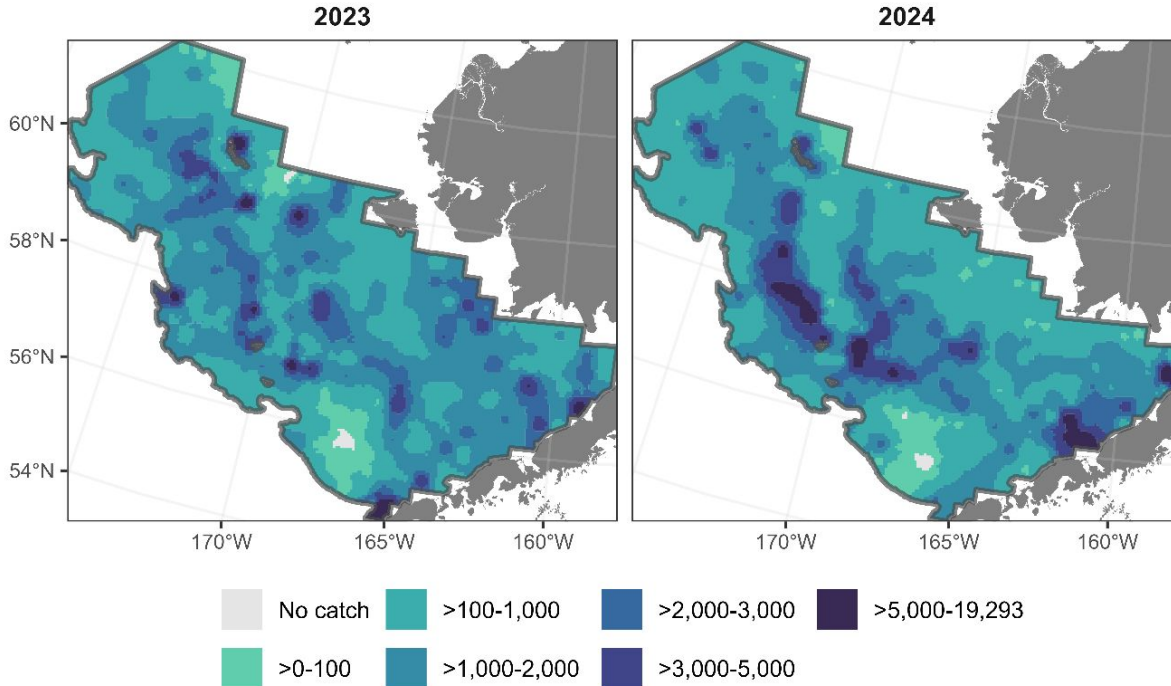 2023
2024
60°N
58°N
56°N
54°N
170°W 165°W 160°W 170°W 165°W 160°W
No catch >100-1,000 >2,000-3,000 >5,000-19,293
>0-100 >1,000-2,000 >3,000-5,000